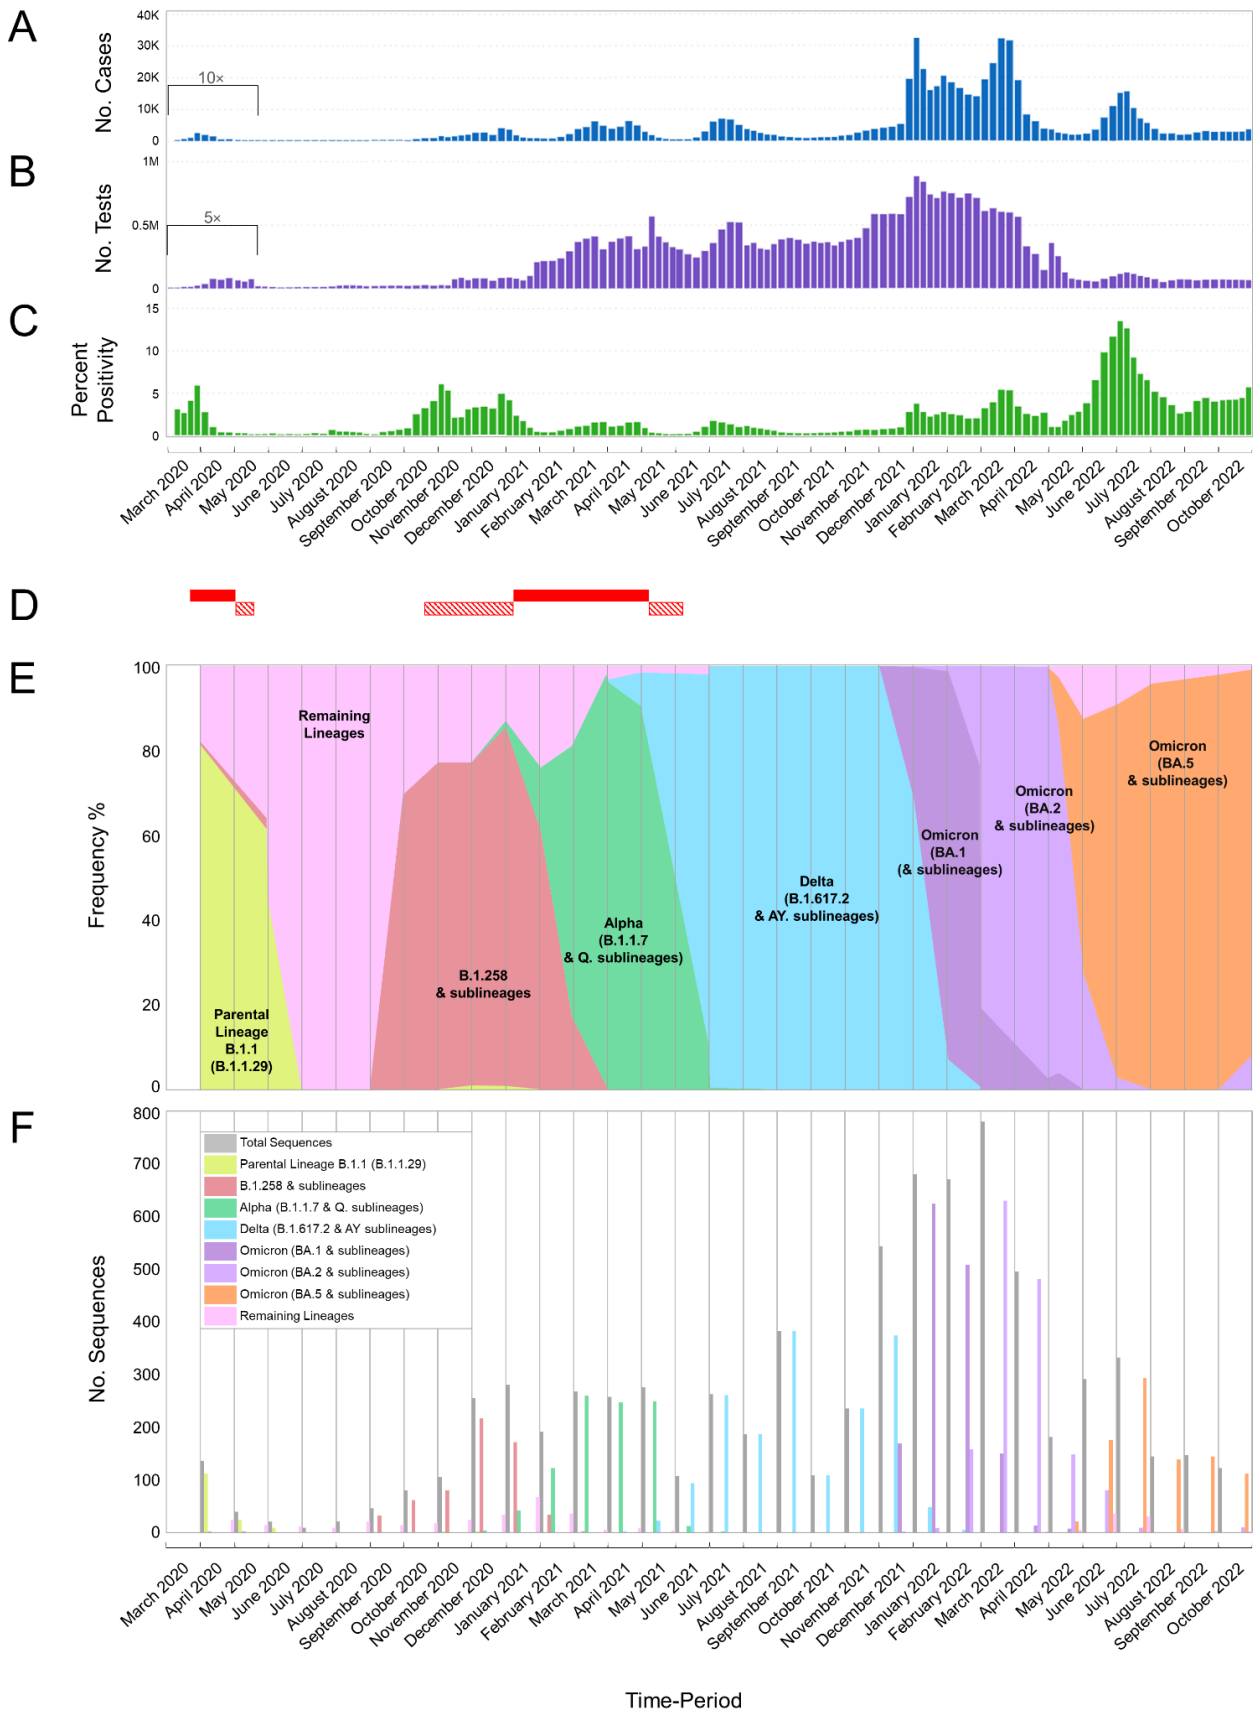 A
No. Cases
40K
30K
20K
10K
0
10×
B
No. Tests
1M
0.5M
0
5×
C
Percent
Positivity
15
10
5
0
March 2020
April 2020
May 2020
June 2020
July 2020
August 2020
September 2020
October 2020
November 2020
December 2020
January 2021
February 2021
March 2021
April 2021
May 2021
June 2021
July 2021
August 2021
September 2021
October 2021
November 2021
December 2021
January 2022
February 2022
March 2022
April 2022
May 2022
June 2022
July 2022
August 2022
September 2022
October 2022
D
E
Frequency %
100
80
60
40
20
0
Remaining
Lineages
Parental
Lineage
B.1.1
(B.1.1.29)
B.1.258
& sublineages
Alpha
(B.1.1.7
& Q. sublineages)
Delta
(B.1.617.2
& AY. sublineages)
Omicron
(BA.1
(& sublineages)
Omicron
(BA.2
& sublineages)
Omicron
(BA.5
& sublineages)
F
No. Sequences
800
700
600
500
400
300
200
100
0
Total Sequences
Parental Lineage B.1.1 (B.1.1.29)
B.1.258 & sublineages
Alpha (B.1.1.7 & Q. sublineages)
Delta (B.1.617.2 & AY sublineages)
Omicron (BA.1 & sublineages)
Omicron (BA.2 & sublineages)
Omicron (BA.5 & sublineages)
Remaining Lineages
March 2020
April 2020
May 2020
June 2020
July 2020
August 2020
September 2020
October 2020
November 2020
December 2020
January 2021
February 2021
March 2021
April 2021
May 2021
June 2021
July 2021
August 2021
September 2021
October 2021
November 2021
December 2021
January 2022
February 2022
March 2022
April 2022
May 2022
June 2022
July 2022
August 2022
September 2022
October 2022
Time-Period